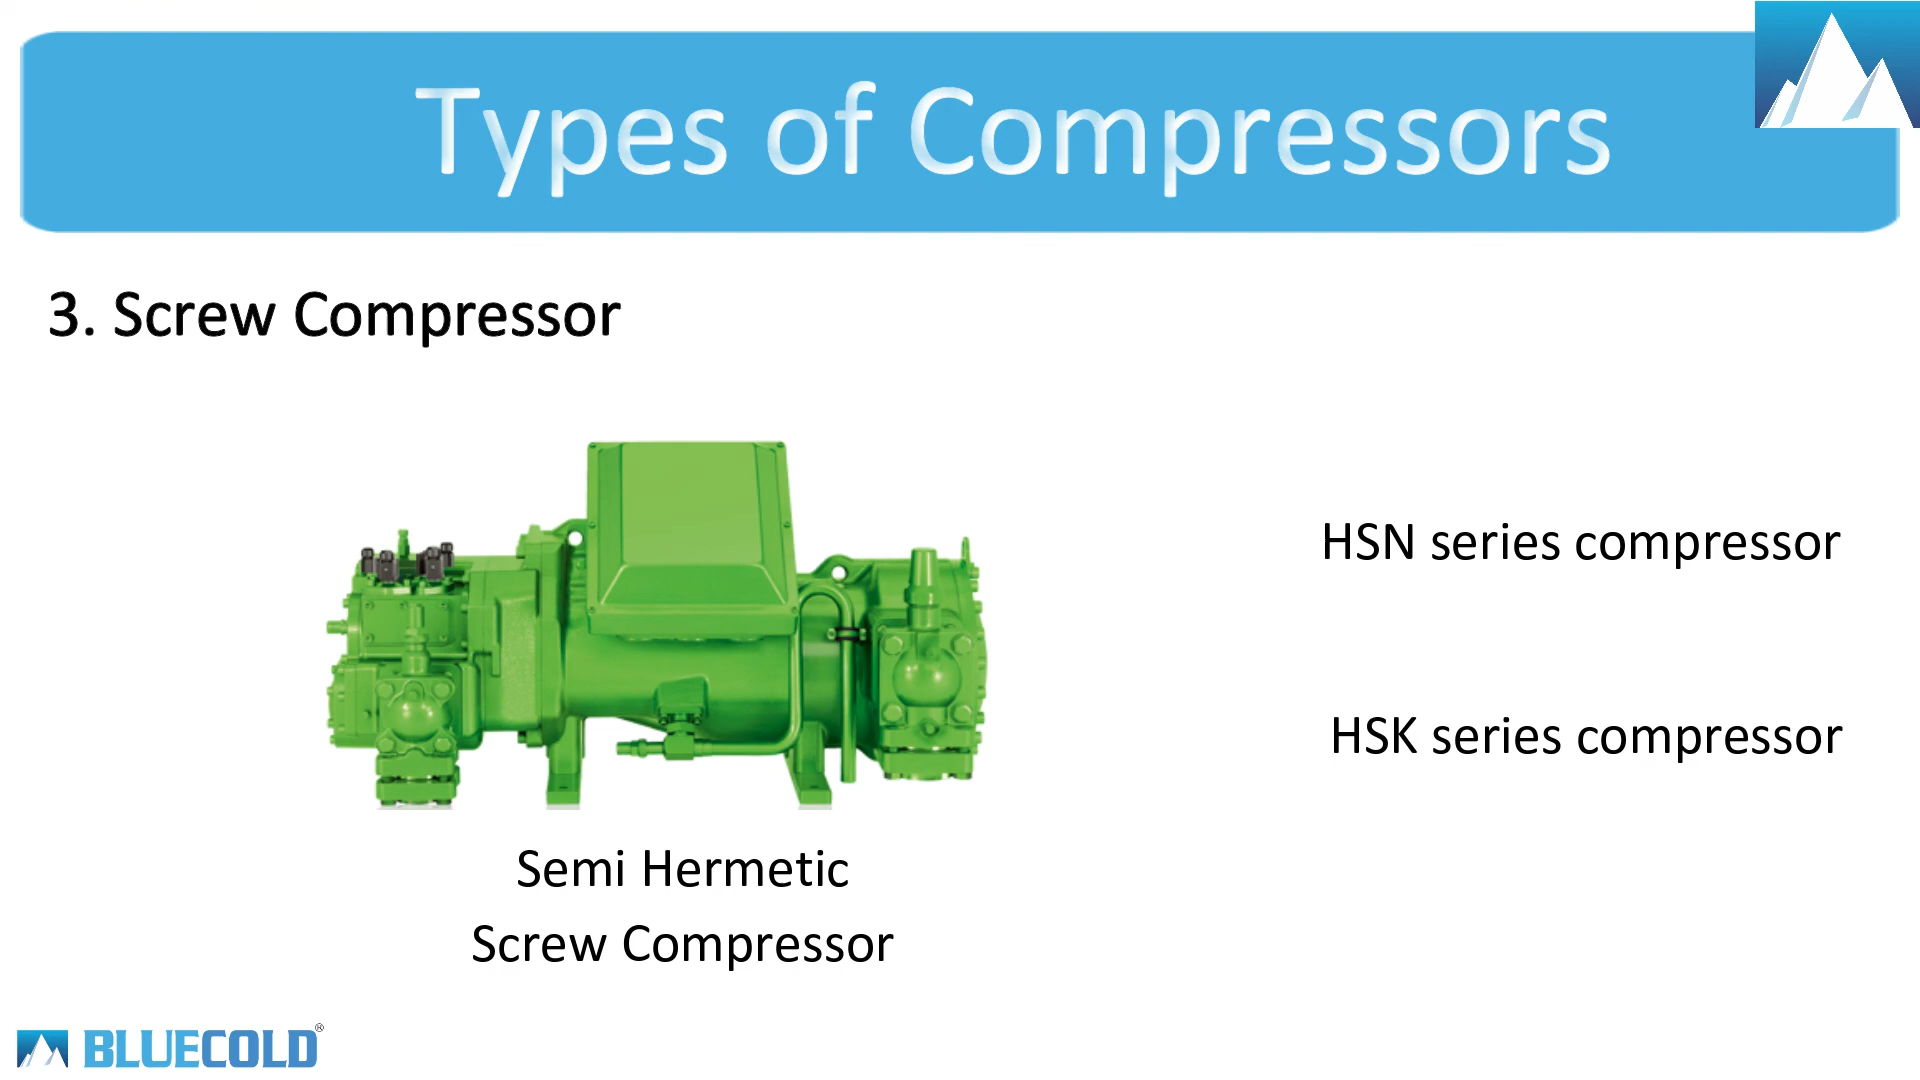 Types of Compressors
3. Screw Compressor
HSN series compressor
HSK series compressor
Semi Hermetic
Screw Compressor
BLUECOLD®